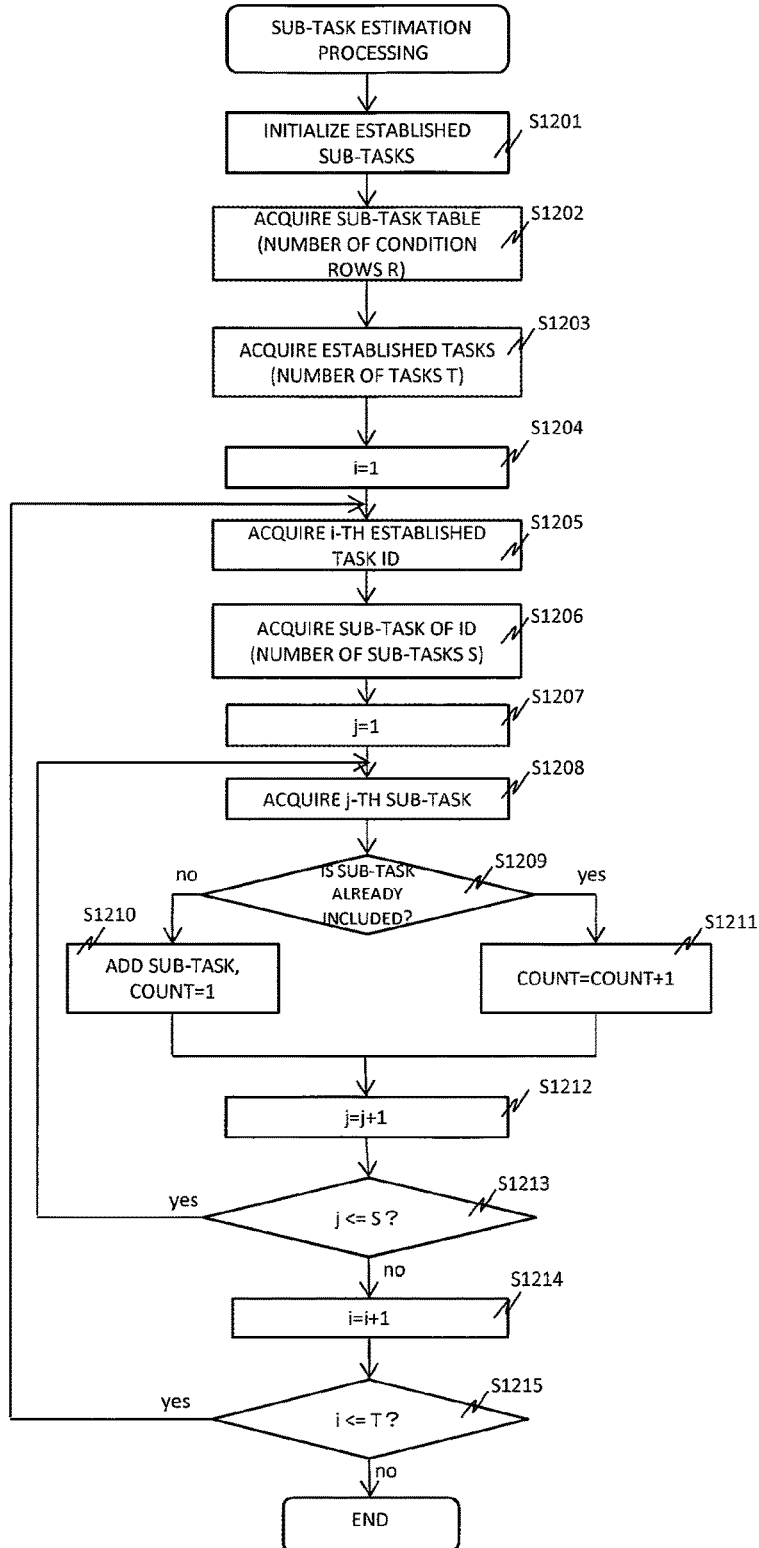 SUB-TASK ESTIMATION
PROCESSING
S1201
INITIALIZE ESTABLISHED
SUB-TASKS
S1202
ACQUIRE SUB-TASK TABLE
(NUMBER OF CONDITION
ROWS R)
S1203
ACQUIRE ESTABLISHED TASKS
(NUMBER OF TASKS T)
S1204
i=1
S1205
ACQUIRE i-TH ESTABLISHED
TASK ID
S1206
ACQUIRE SUB-TASK OF ID
(NUMBER OF SUB-TASKS S)
S1207
j=1
S1208
ACQUIRE j-TH SUB-TASK
S1209
no
IS SUB-TASK
ALREADY
INCLUDED?
yes
S1210
ADD SUB-TASK,
COUNT=1
S1211
COUNT=COUNT+1
S1212
j=j+1
S1213
yes
j <= S ?
no
S1214
i=i+1
S1215
yes
i <= T ?
no
END